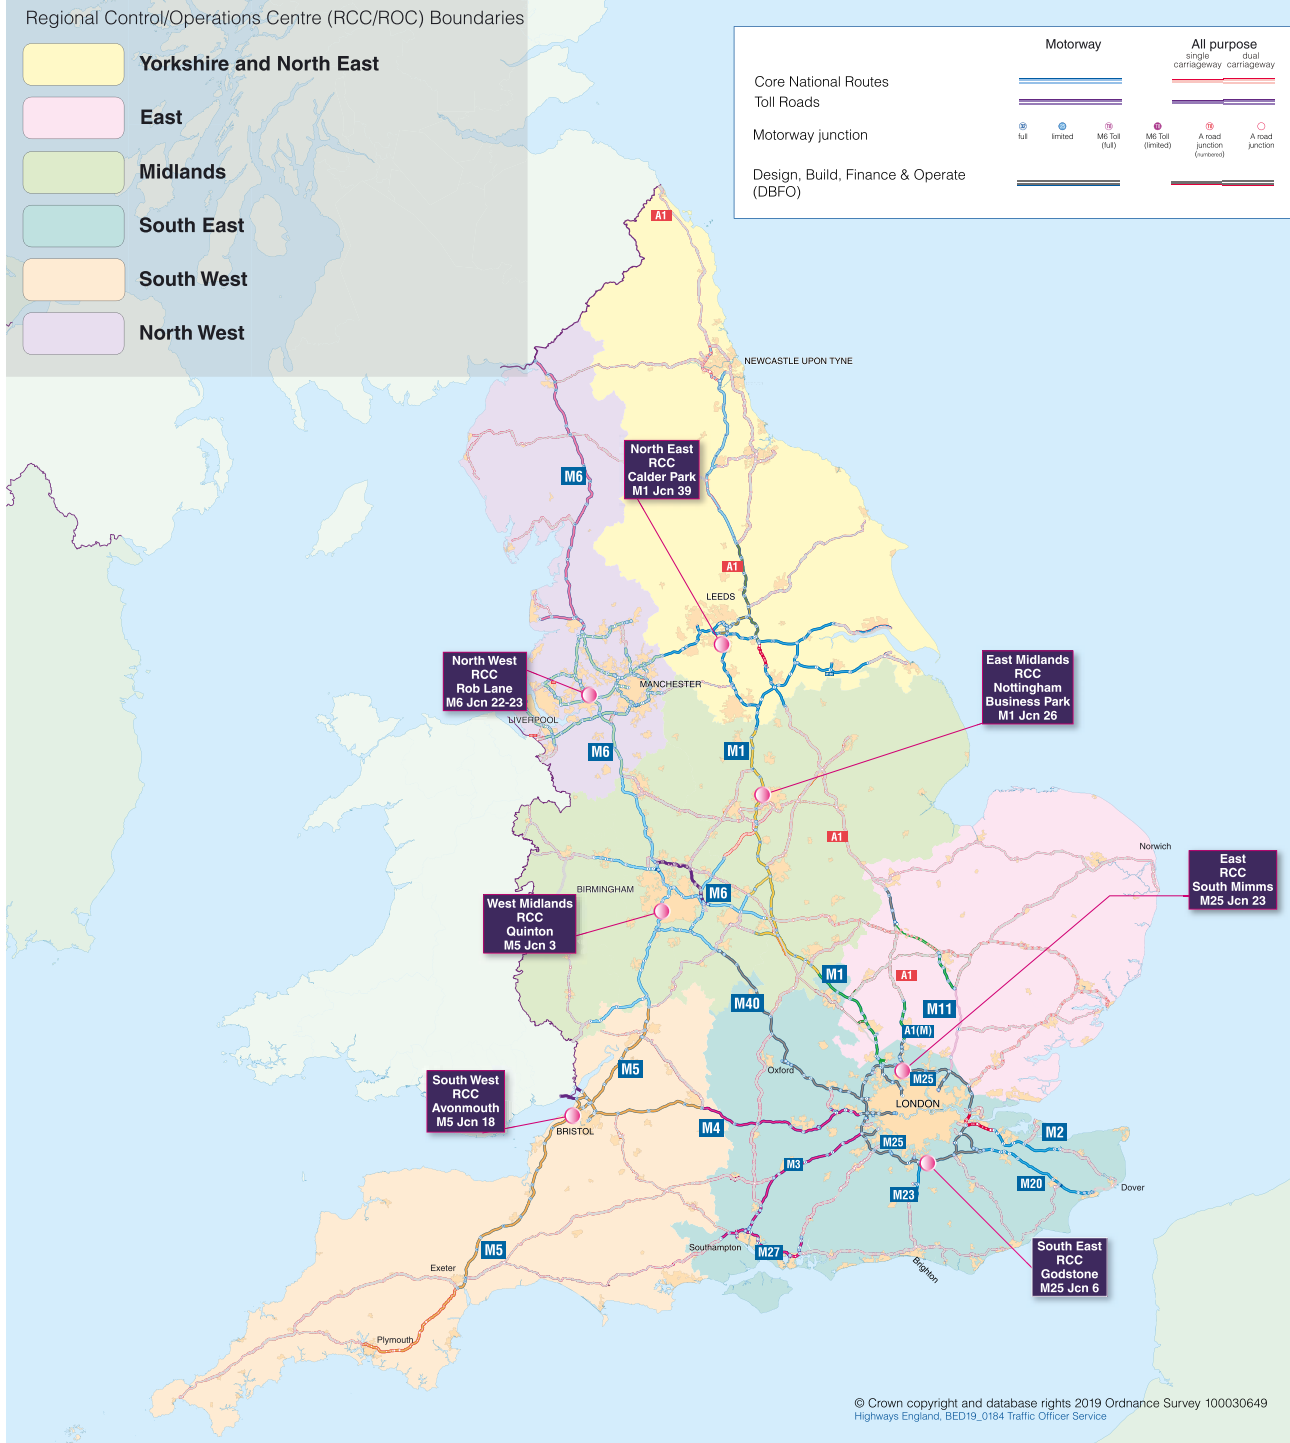 Regional Control/Operations Centre (RCC/ROC) Boundaries
Yorkshire and North East
East
Midlands
South East
South West
North West
Motorway
All purpose
single
carriageway
dual
carriageway
Core National Routes
Toll Roads
Motorway junction
full
limited
M6 Toll
(full)
M6 Toll
(limited)
A road
junction
(numbered)
A road
junction
Design, Build, Finance & Operate
(DBFO)
A1
NEWCASTLE UPON TYNE
North East
RCC
Calder Park
M1 Jcn 39
M6
A1
LEEDS
North West
RCC
Rob Lane
M6 Jcn 22-23
MANCHESTER
LIVERPOOL
East Midlands
RCC
Nottingham
Business Park
M1 Jcn 26
M6
M1
A1
Norwich
East
RCC
South Mimms
M25 Jcn 23
BIRMINGHAM
M6
West Midlands
RCC
Quinton
M5 Jcn 3
M1
A1
M40
M11
A1(M)
M5
Oxford
M25
South West
RCC
Avonmouth
M5 Jcn 18
LONDON
BRISTOL
M4
M2
M25
M3
M20
M23
Dover
Southampton
M27
M5
Exeter
Brighton
South East
RCC
Godstone
M25 Jcn 6
Plymouth
© Crown copyright and database rights 2019 Ordnance Survey 100030649
Highways England, BED19_0184 Traffic Officer Service